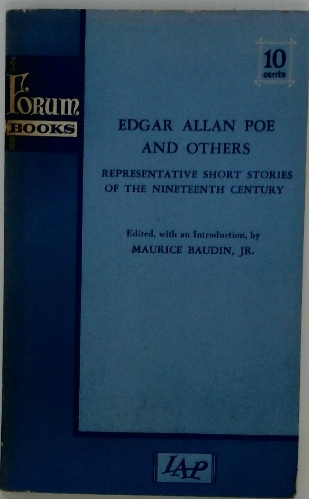 10
cents
Forum
BOOKS
EDGAR ALLAN POE
AND OTHERS
REPRESENTATIVE SHORT STORIES
OF THE NINETEENTH CENTURY
Edited, with an Introduction, by
MAURICE BAUDIN, JR.
IAP